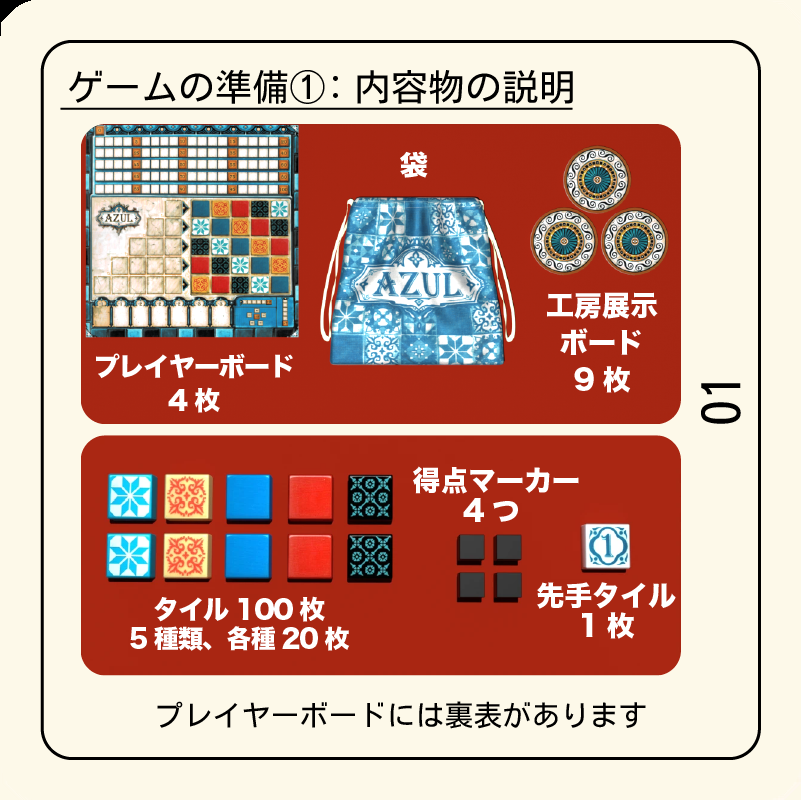 ゲームの準備①：内容物の説明
AZUL
プレイヤーボード
4 枚
袋
AZUL
工房展示
ボード
9 枚
01
得点マーカー
4 つ
1
先手タイル
1 枚
タイル 100 枚
5 種類、各種 20 枚
プレイヤーボードには裏表があります